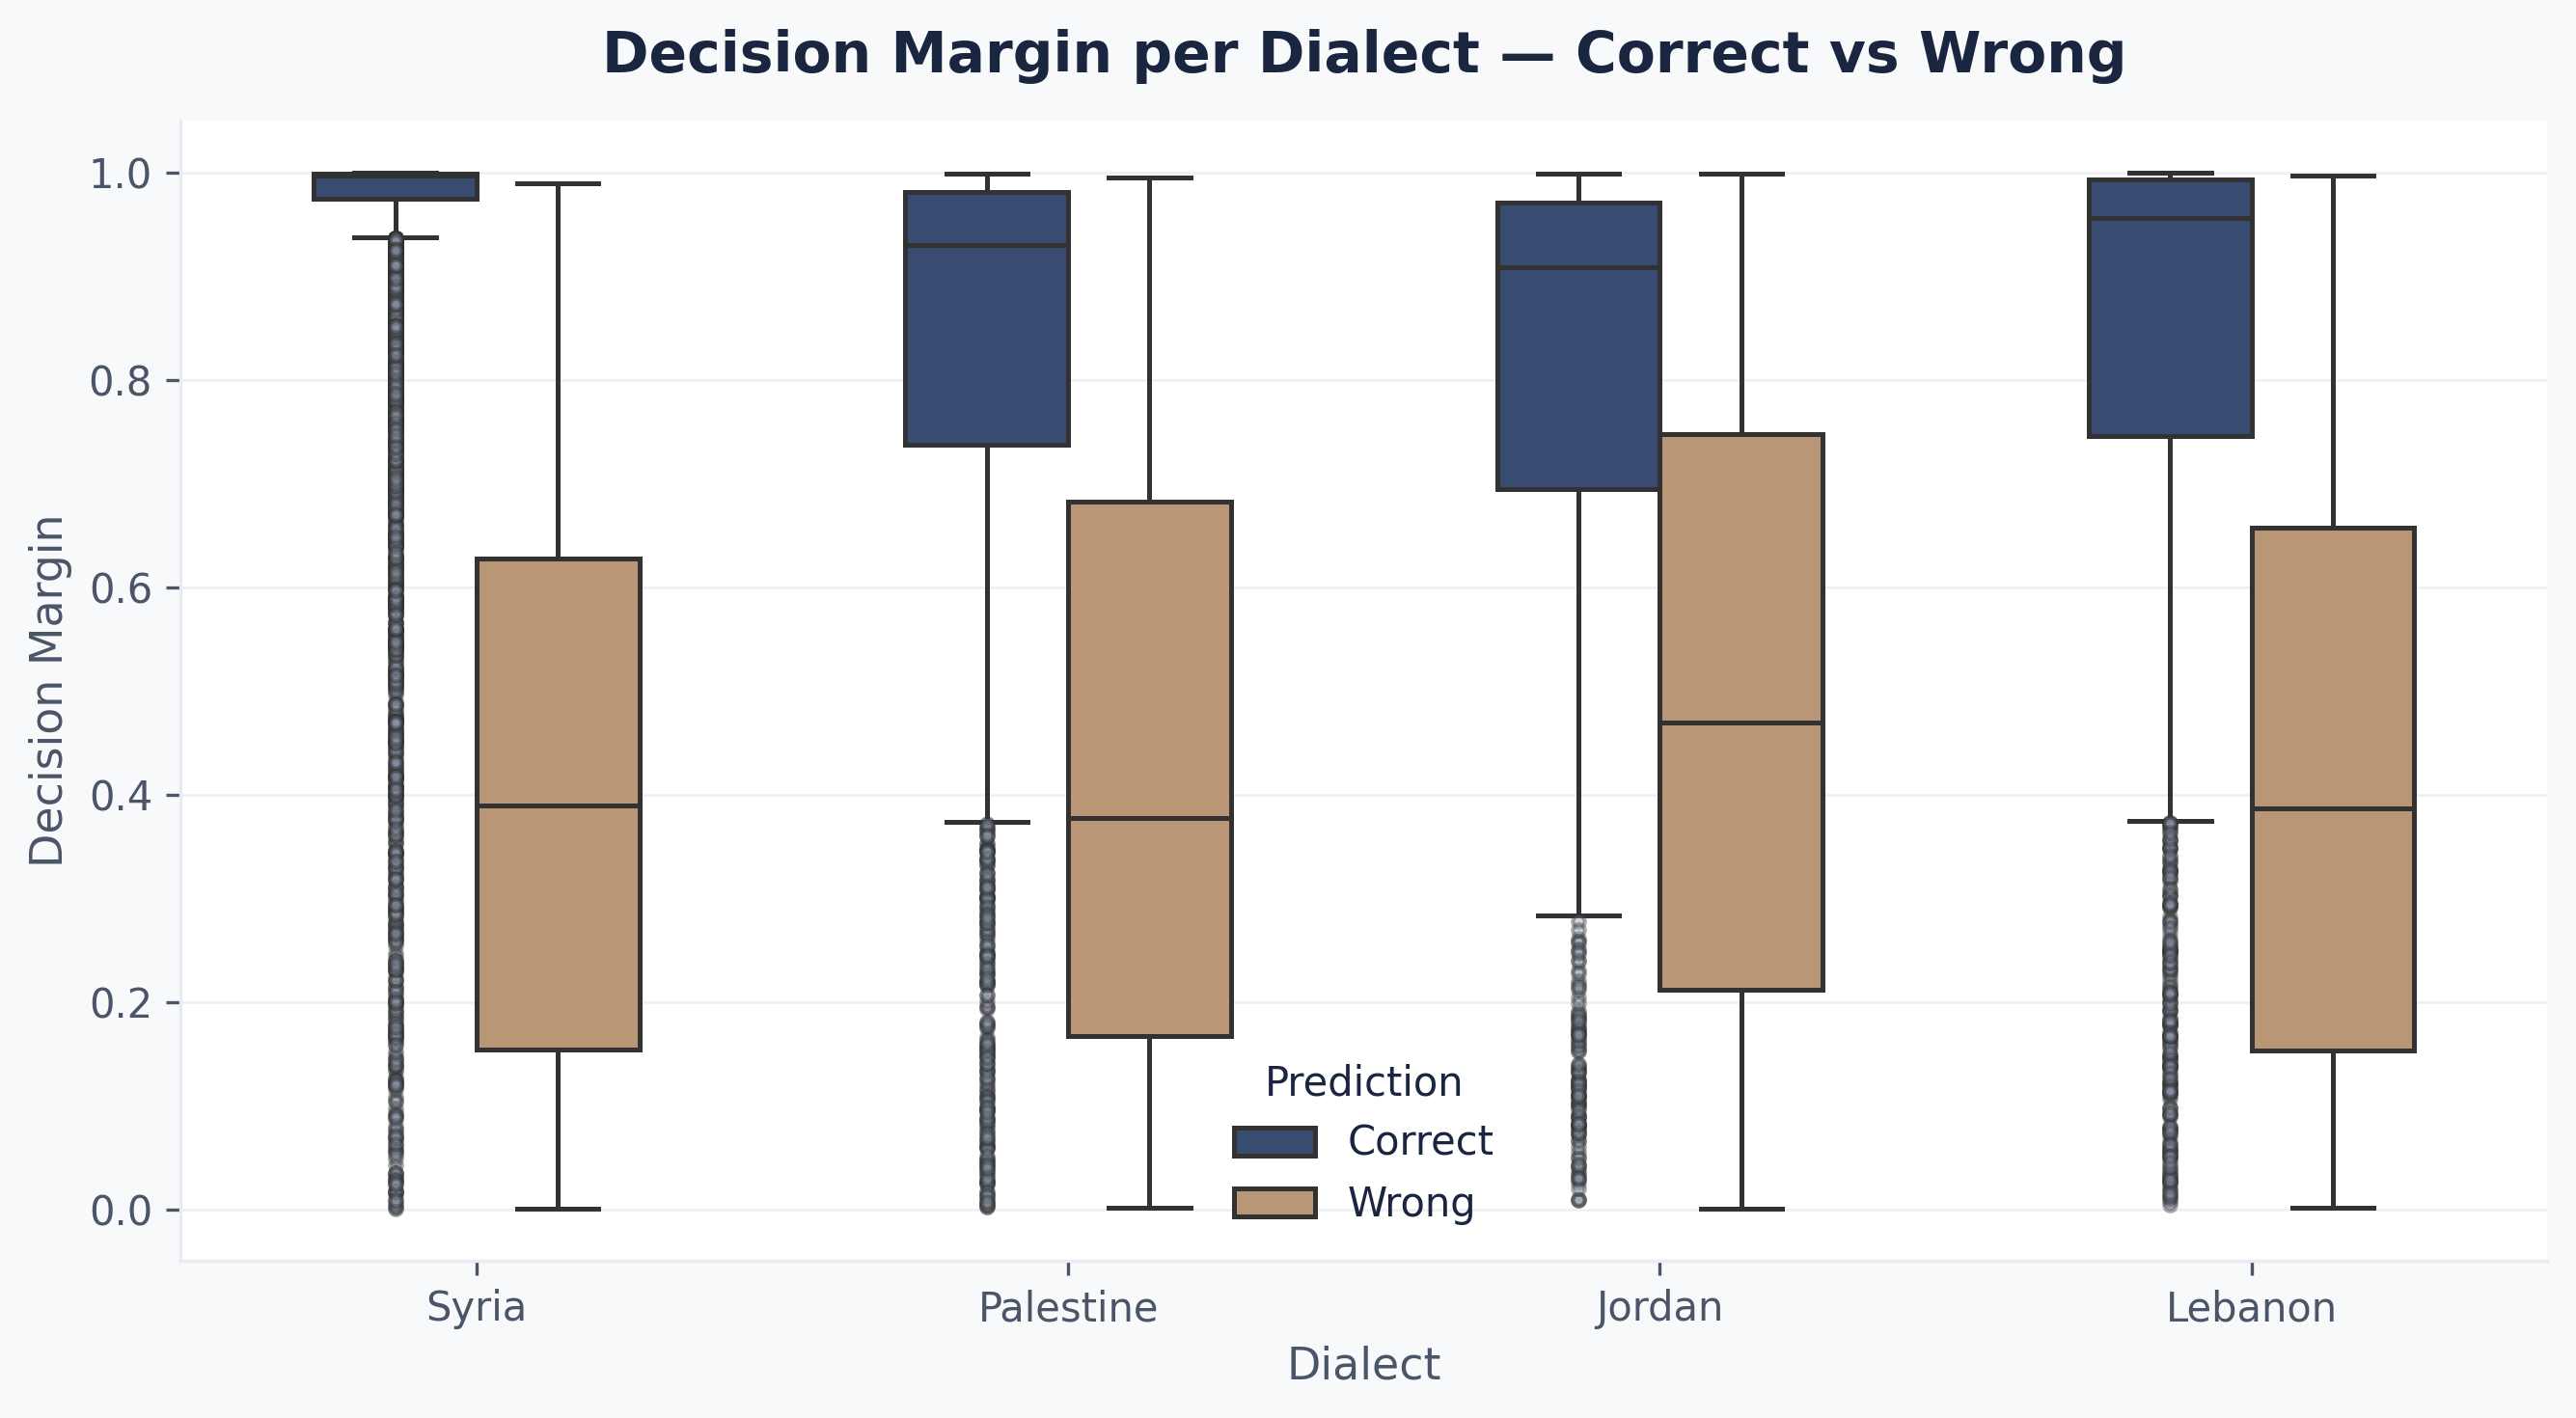 Decision Margin per Dialect — Correct vs Wrong
Decision Margin
1.0
0.8
0.6
0.4
0.2
0.0
Prediction
Correct
Wrong
Syria
Palestine
Jordan
Lebanon
Dialect